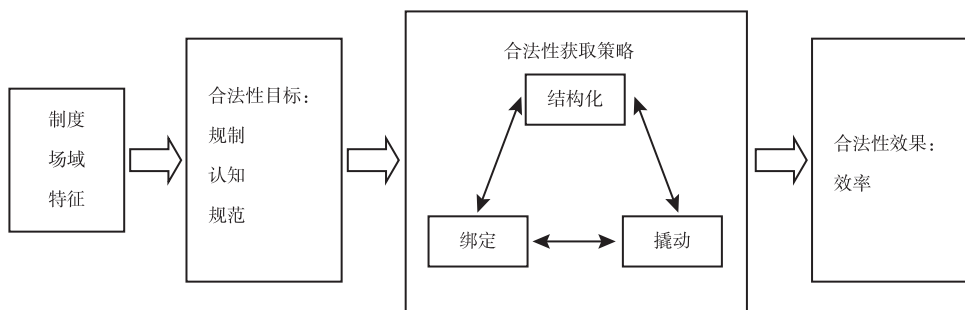 制度
场域
特征
合法性目标：
规制
认知
规范
合法性获取策略
结构化
绑定
撬动
合法性效果：
效率